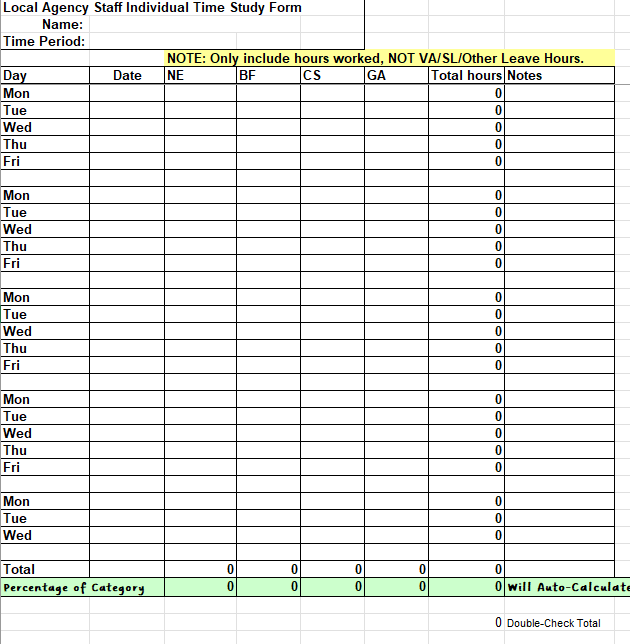 Local Agency Staff Individual Time Study Form
Name:
Time Period:
NOTE: Only include hours worked, NOT VA/SL/Other Leave Hours.
Day Date NE BF CS GA Total hours Notes
Mon 0
Tue 0
Wed 0
Thu 0
Fri 0
Mon 0
Tue 0
Wed 0
Thu 0
Fri 0
Mon 0
Tue 0
Wed 0
Thu 0
Fri 0
Mon 0
Tue 0
Wed 0
Thu 0
Fri 0
Mon 0
Tue 0
Wed 0
Total 0 0 0 0 0
Percentage of Category 0 0 0 0 0 Will Auto-Calculate
0 Double-Check Total